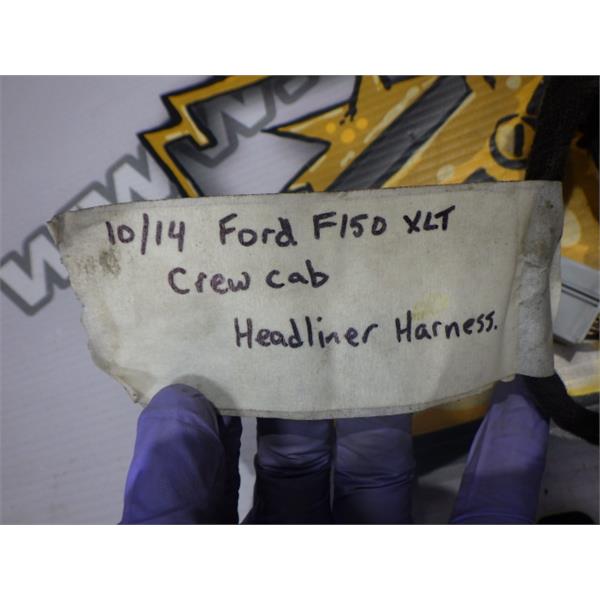 10/14 Ford F150 XLT
Crew cab
Headliner Harness.